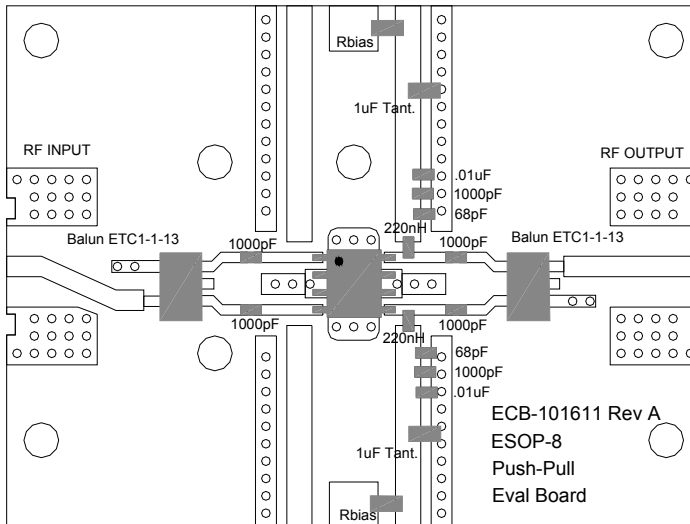 Rbias
1uF Tant.
RF INPUT
RF OUTPUT
.01uF
1000pF
68pF
220nH
Balun ETC1-1-13
1000pF
1000pF
Balun ETC1-1-13
1000pF
1000pF
220nH
68pF
1000pF
.01uF
ECB-101611 Rev A
ESOP-8
1uF Tant.
Push-Pull
Eval Board
Rbias